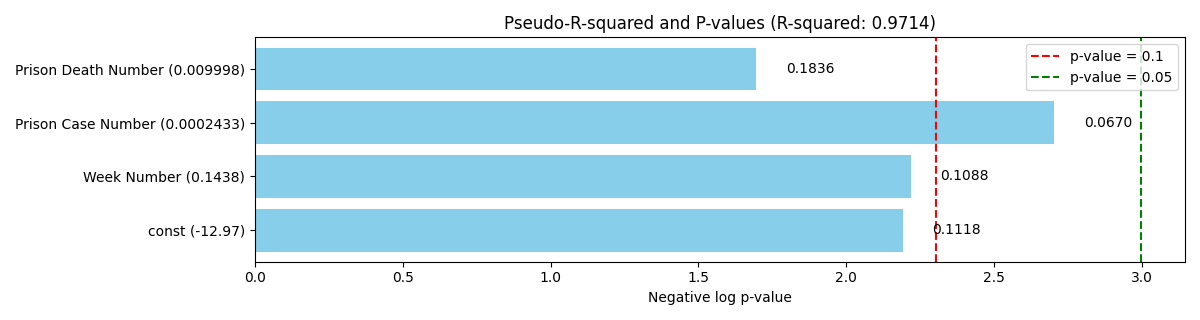 Pseudo-R-squared and P-values (R-squared: 0.9714)
p-value = 0.1
p-value = 0.05
Prison Death Number (0.009998)
0.1836
Prison Case Number (0.0002433)
0.0670
Week Number (0.1438)
0.1088
const (-12.97)
0.1118
0.0 0.5 1.0 1.5 2.0 2.5 3.0
Negative log p-value